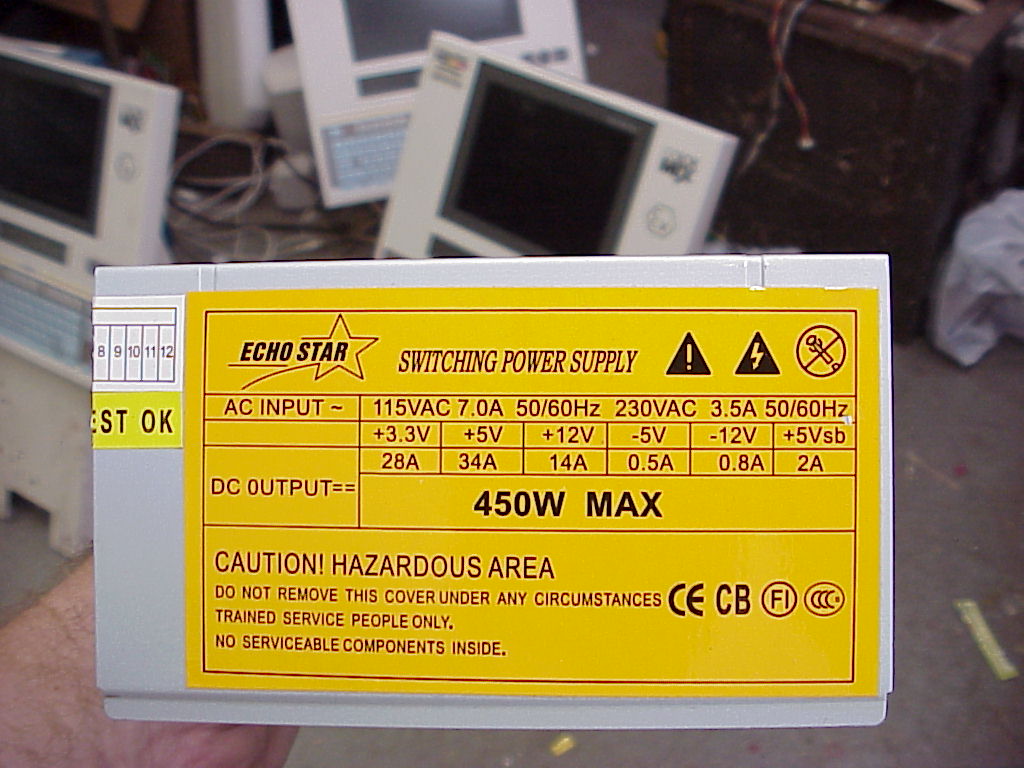 ECHO STAR
SWITCHING POWER SUPPLY
8 9 10 11 12
EST OK
AC INPUT ~ 115VAC 7.0A 50/60Hz 230VAC 3.5A 50/60Hz
+3.3V +5V +12V -5V -12V +5Vsb
28A 34A 14A 0.5A 0.8A 2A
DC 0UTPUT==
450W MAX
CAUTION! HAZARDOUS AREA
DO NOT REMOVE THIS COVER UNDER ANY CIRCUMSTANCES
TRAINED SERVICE PEOPLE ONLY.
NO SERVICEABLE COMPONENTS INSIDE.
CE CB FI CCC